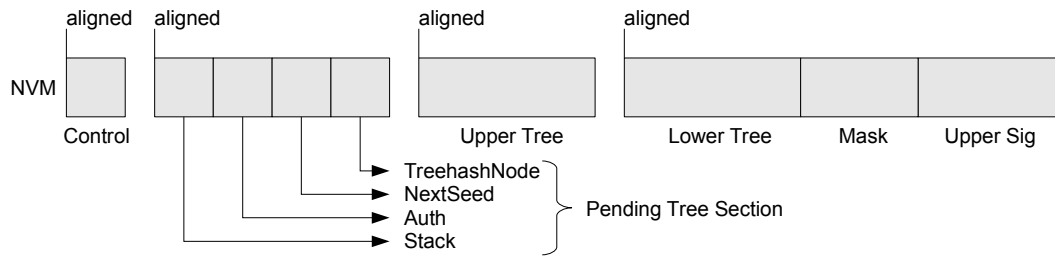 aligned aligned aligned aligned
NVM
Control Upper Tree Lower Tree Mask Upper Sig
TreehashNode
NextSeed
Auth
Stack
Pending Tree Section